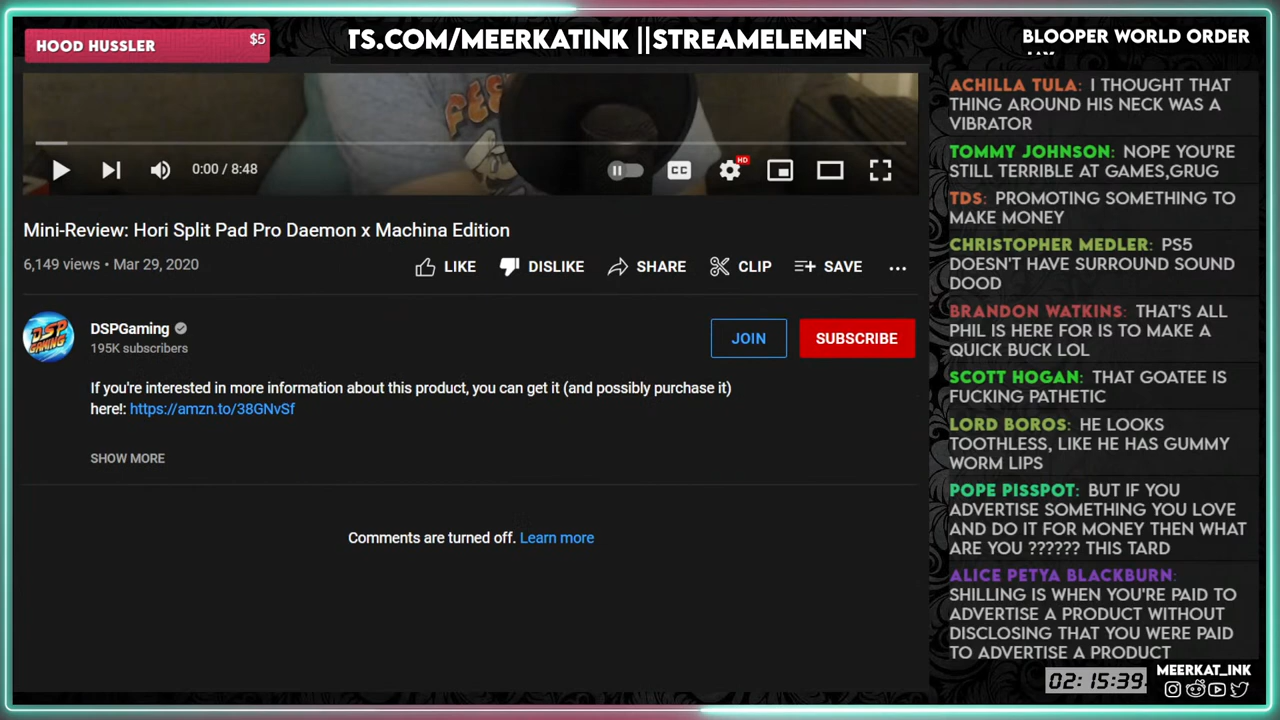 HOOD HUSSLER
$5
TS.COM/MEERKATINK ||STREAMELEMEN
BLOOPER WORLD ORDER
0:00 / 8:48
CC
HD
Mini-Review: Hori Split Pad Pro Daemon x Machina Edition
6,149 views • Mar 29, 2020
LIKE
DISLIKE
SHARE
CLIP
SAVE
DSP GAMING
DSPGaming
195K subscribers
JOIN
SUBSCRIBE
If you're interested in more information about this product, you can get it (and possibly purchase it)
here!: https://amzn.to/38GNvSf
SHOW MORE
Comments are turned off. Learn more
ACHILLA TULA: I THOUGHT THAT
THING AROUND HIS NECK WAS A
VIBRATOR
TOMMY JOHNSON: NOPE YOU'RE
STILL TERRIBLE AT GAMES,GRUG
TDS: PROMOTING SOMETHING TO
MAKE MONEY
CHRISTOPHER MEDLER: PS5
DOESN'T HAVE SURROUND SOUND
DOOD
BRANDON WATKINS: THAT'S ALL
PHIL IS HERE FOR IS TO MAKE A
QUICK BUCK LOL
SCOTT HOGAN: THAT GOATEE IS
FUCKING PATHETIC
LORD BOROS: HE LOOKS
TOOTHLESS, LIKE HE HAS GUMMY
WORM LIPS
POPE PISSPOT: BUT IF YOU
ADVERTISE SOMETHING YOU LOVE
AND DO IT FOR MONEY THEN WHAT
ARE YOU ?????? THIS TARD
ALICE PETYA BLACKBURN:
SHILLING IS WHEN YOU'RE PAID TO
ADVERTISE A PRODUCT WITHOUT
DISCLOSING THAT YOU WERE PAID
TO ADVERTISE A PRODUCT
02:15:39
MEERKAT_INK